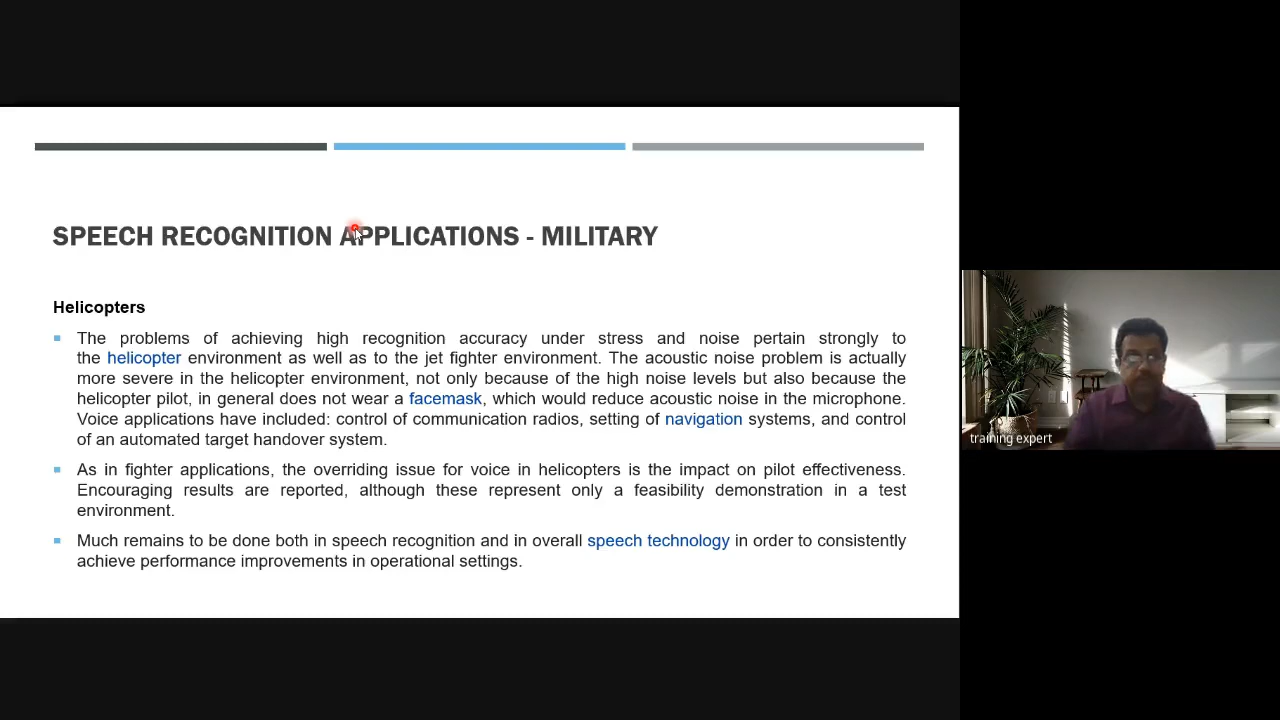 SPEECH RECOGNITION APPLICATIONS - MILITARY
Helicopters
The problems of achieving high recognition accuracy under stress and noise pertain strongly to
the helicopter environment as well as to the jet fighter environment. The acoustic noise problem is actually
more severe in the helicopter environment, not only because of the high noise levels but also because the
helicopter pilot, in general does not wear a facemask, which would reduce acoustic noise in the microphone.
Voice applications have included: control of communication radios, setting of navigation systems, and control
of an automated target handover system.
As in fighter applications, the overriding issue for voice in helicopters is the impact on pilot effectiveness.
Encouraging results are reported, although these represent only a feasibility demonstration in a test
environment.
Much remains to be done both in speech recognition and in overall speech technology in order to consistently
achieve performance improvements in operational settings.
training expert